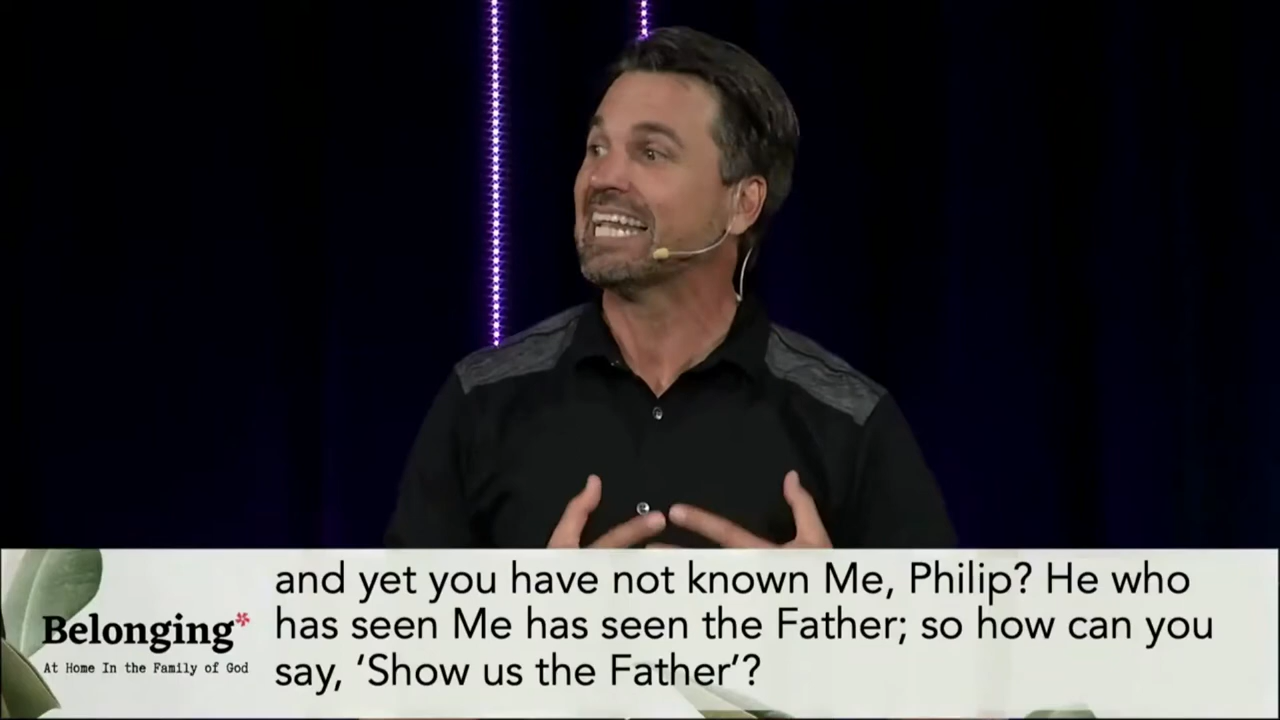 and yet you have not known Me, Philip? He who
has seen Me has seen the Father; so how can you
say, ‘Show us the Father’?
Belonging*
At Home In the Family of God